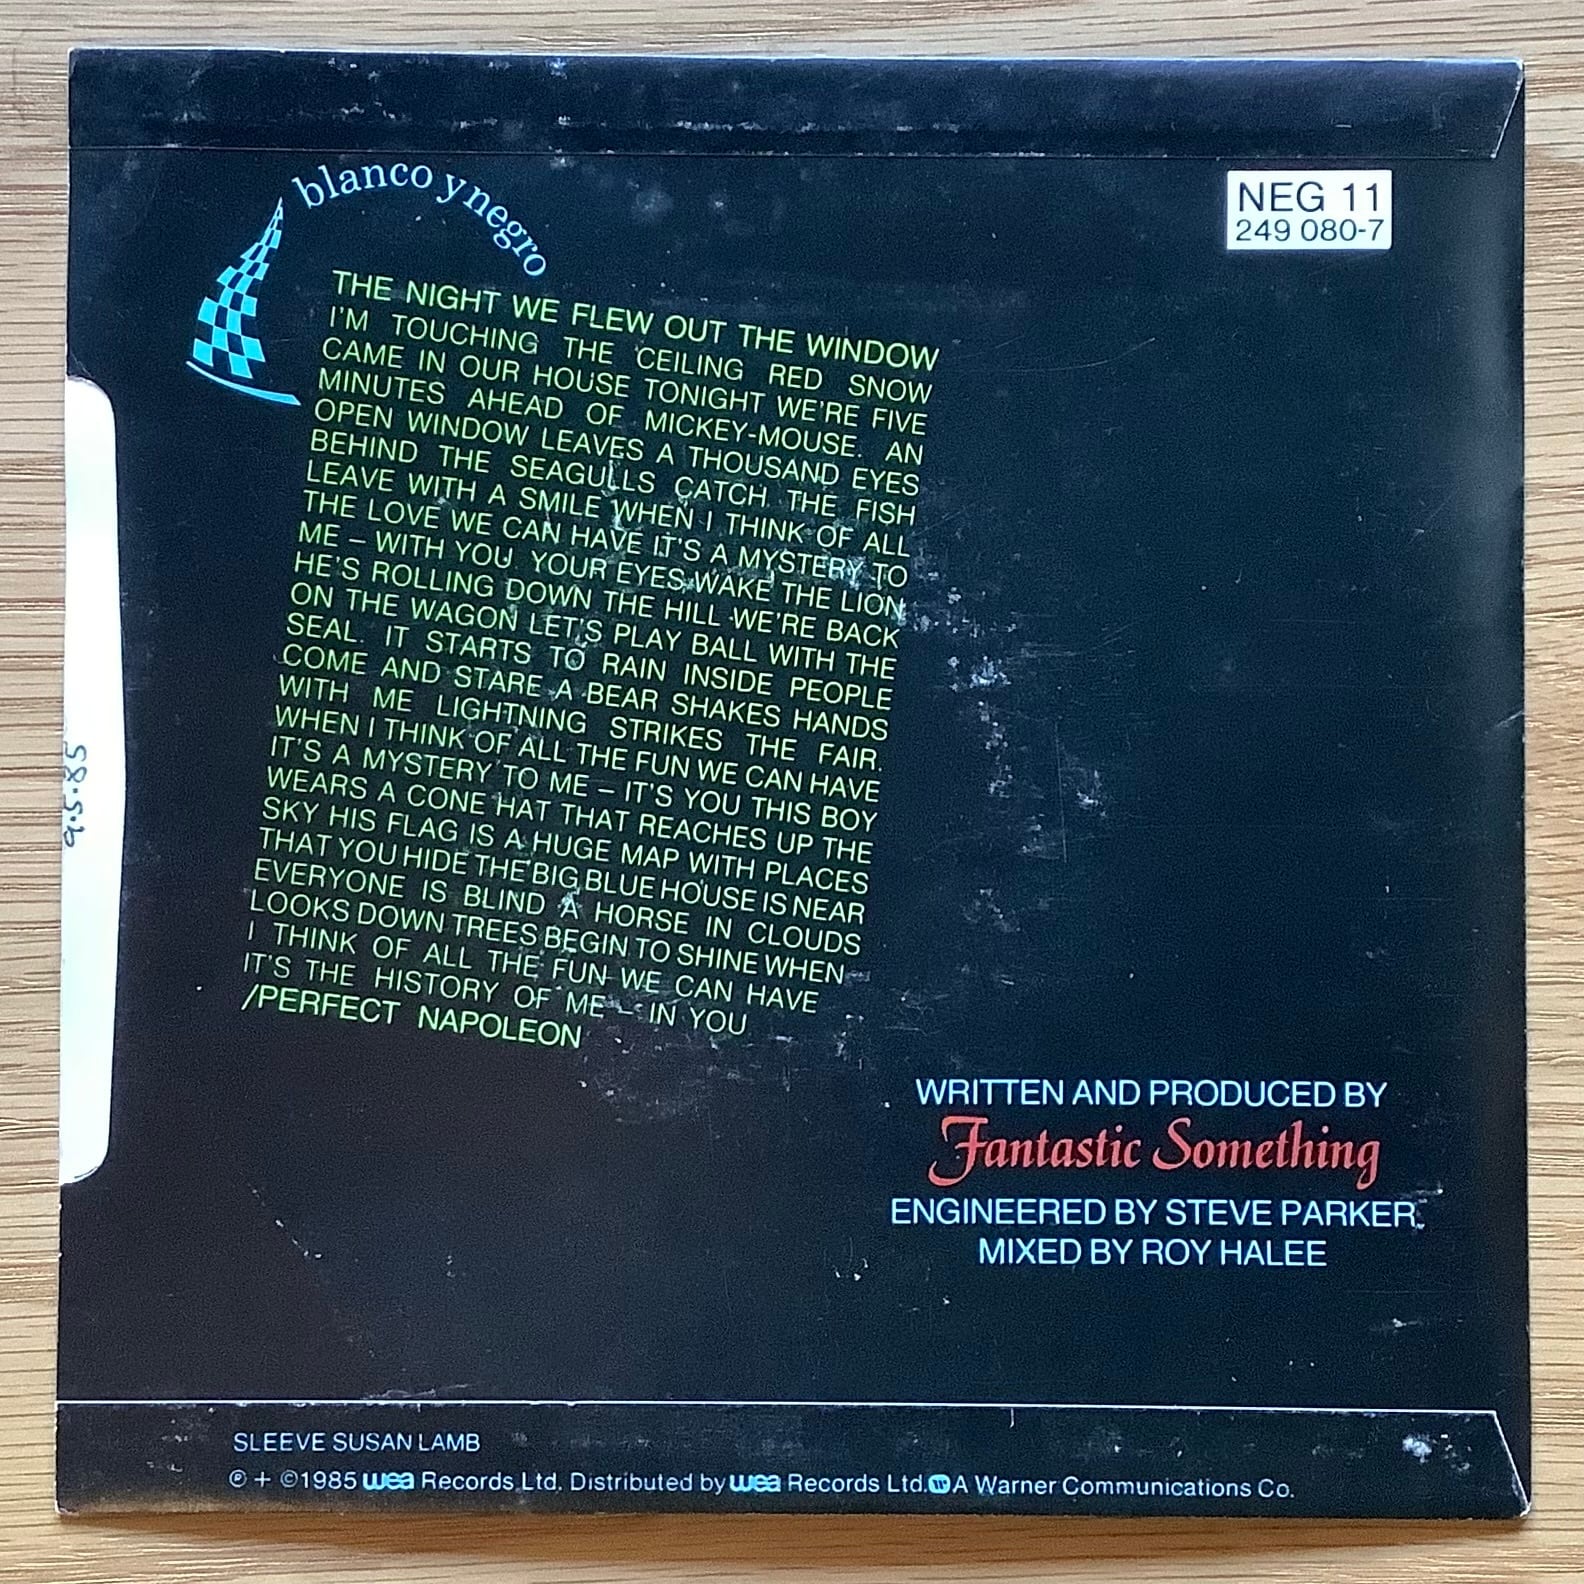 blanco y negro
NEG 11
249 080-7
THE NIGHT WE FLEW OUT THE WINDOW
I'M TOUCHING THE CEILING RED SNOW
CAME IN OUR HOUSE TONIGHT WE'RE FIVE
MINUTES AHEAD OF MICKEY-MOUSE. AN
OPEN WINDOW LEAVES A THOUSAND EYES
BEHIND THE SEAGULLS CATCH THE FISH
LEAVE WITH A SMILE WHEN I THINK OF ALL
THE LOVE WE CAN HAVE IT'S A MYSTERY TO
ME – WITH YOU YOUR EYES WAKE THE LION
HE'S ROLLING DOWN THE HILL WE'RE BACK
ON THE WAGON LET'S PLAY BALL WITH THE
SEAL. IT STARTS TO RAIN INSIDE PEOPLE
COME AND STARE A BEAR SHAKES HANDS
WITH ME LIGHTNING STRIKES THE FAIR.
WHEN I THINK OF ALL THE FUN WE CAN HAVE
IT'S A MYSTERY TO ME – IT'S YOU THIS BOY
WEARS A CONE HAT THAT REACHES UP THE
SKY HIS FLAG IS A HUGE MAP WITH PLACES
THAT YOU HIDE THE BIG BLUE HOUSE IS NEAR
EVERYONE IS BLIND A HORSE IN CLOUDS
LOOKS DOWN TREES BEGIN TO SHINE WHEN
I THINK OF ALL THE FUN WE CAN HAVE
IT'S THE HISTORY OF ME – IN YOU
/PERFECT NAPOLEON
9.5.85
WRITTEN AND PRODUCED BY
Fantastic Something
ENGINEERED BY STEVE PARKER
MIXED BY ROY HALEE
SLEEVE SUSAN LAMB
℗ + ©1985 wea Records Ltd. Distributed by wea Records Ltd. A Warner Communications Co.